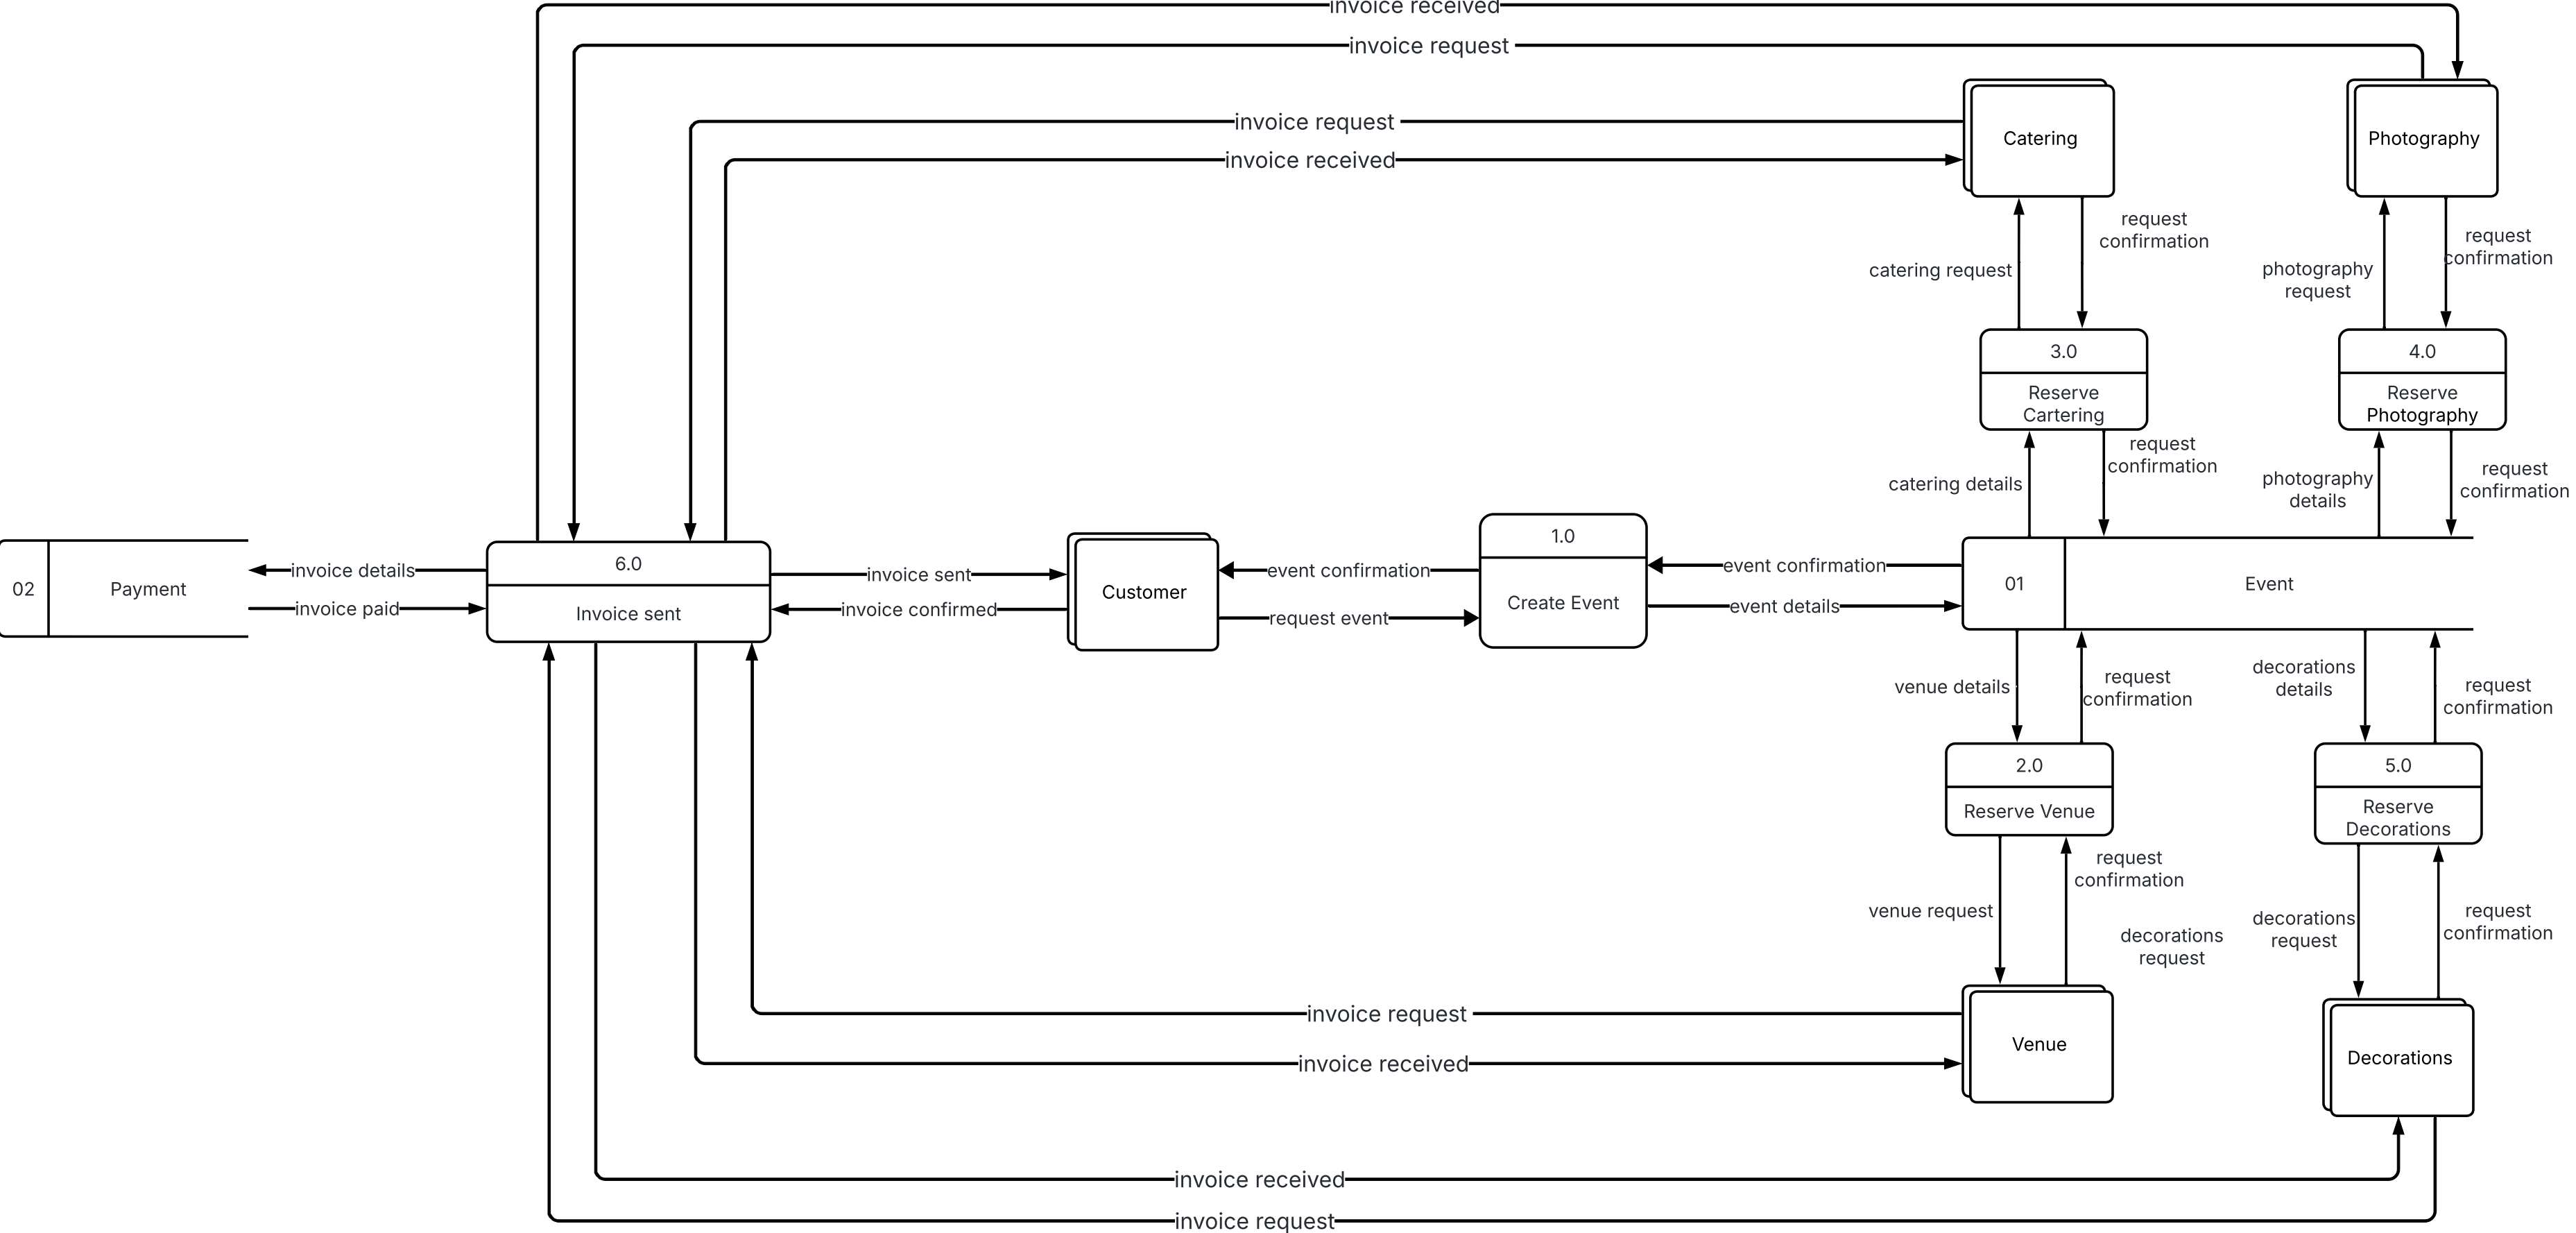 invoice received
invoice request
invoice request
invoice received
Catering
Photography
request
confirmation
catering request
request
confirmation
photography
request
3.0
Reserve
Cartering
4.0
Reserve
Photography
request
confirmation
catering details
request
confirmation
photography
details
02
Payment
invoice details
invoice paid
6.0
Invoice sent
invoice sent
invoice confirmed
Customer
event confirmation
request event
1.0
Create Event
event confirmation
event details
01
Event
venue details
request
confirmation
decorations
details
request
confirmation
2.0
Reserve Venue
5.0
Reserve
Decorations
request
confirmation
venue request
decorations
request
decorations
request
request
confirmation
invoice request
invoice received
Venue
Decorations
invoice received
invoice request